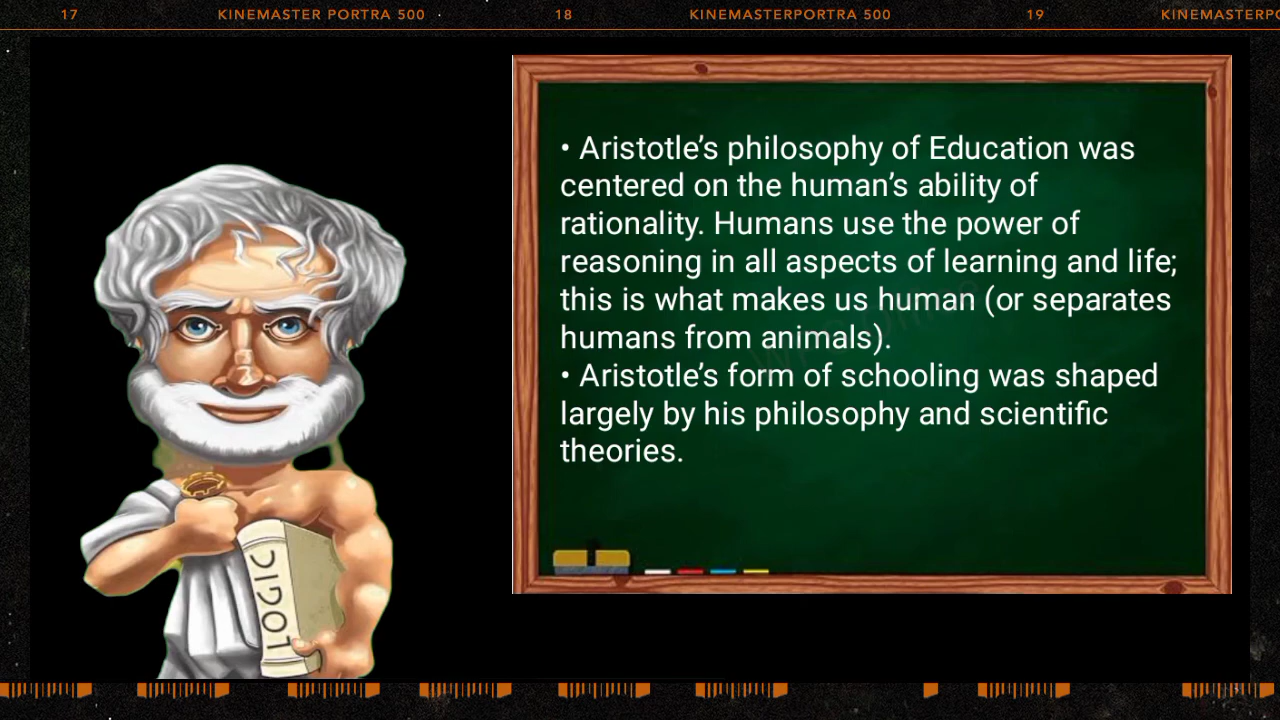 17 KINEMASTER PORTRA 500 18 KINEMASTERPORTRA 500 19 KINEMASTERPO
• Aristotle’s philosophy of Education was
centered on the human’s ability of
rationality. Humans use the power of
reasoning in all aspects of learning and life;
this is what makes us human (or separates
humans from animals).
• Aristotle’s form of schooling was shaped
largely by his philosophy and scientific
theories.
LOGIC